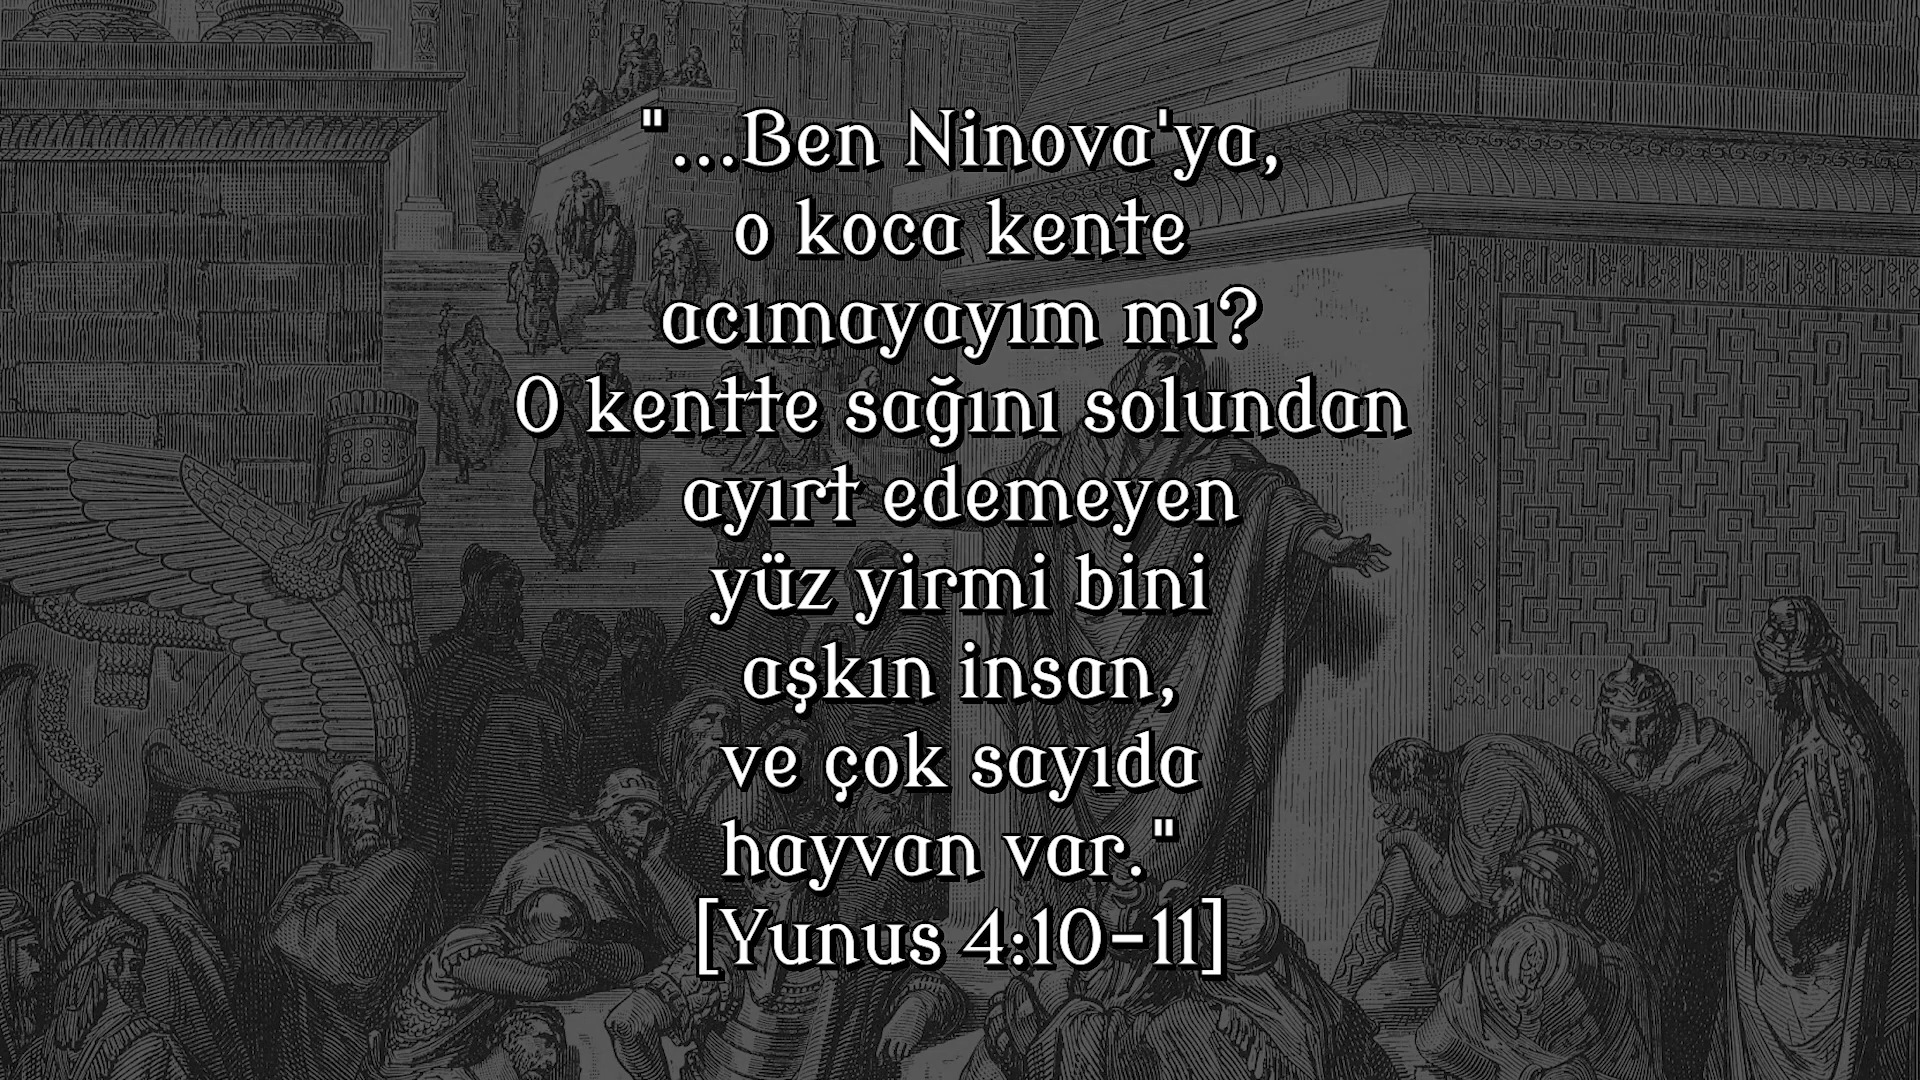 "...Ben Ninova'ya,
o koca kente
acımayayım mı?
O kentte sağını solundan
ayırt edemeyen
yüz yirmi bini
aşkın insan,
ve çok sayıda
hayvan var."
[Yunus 4:10-11]